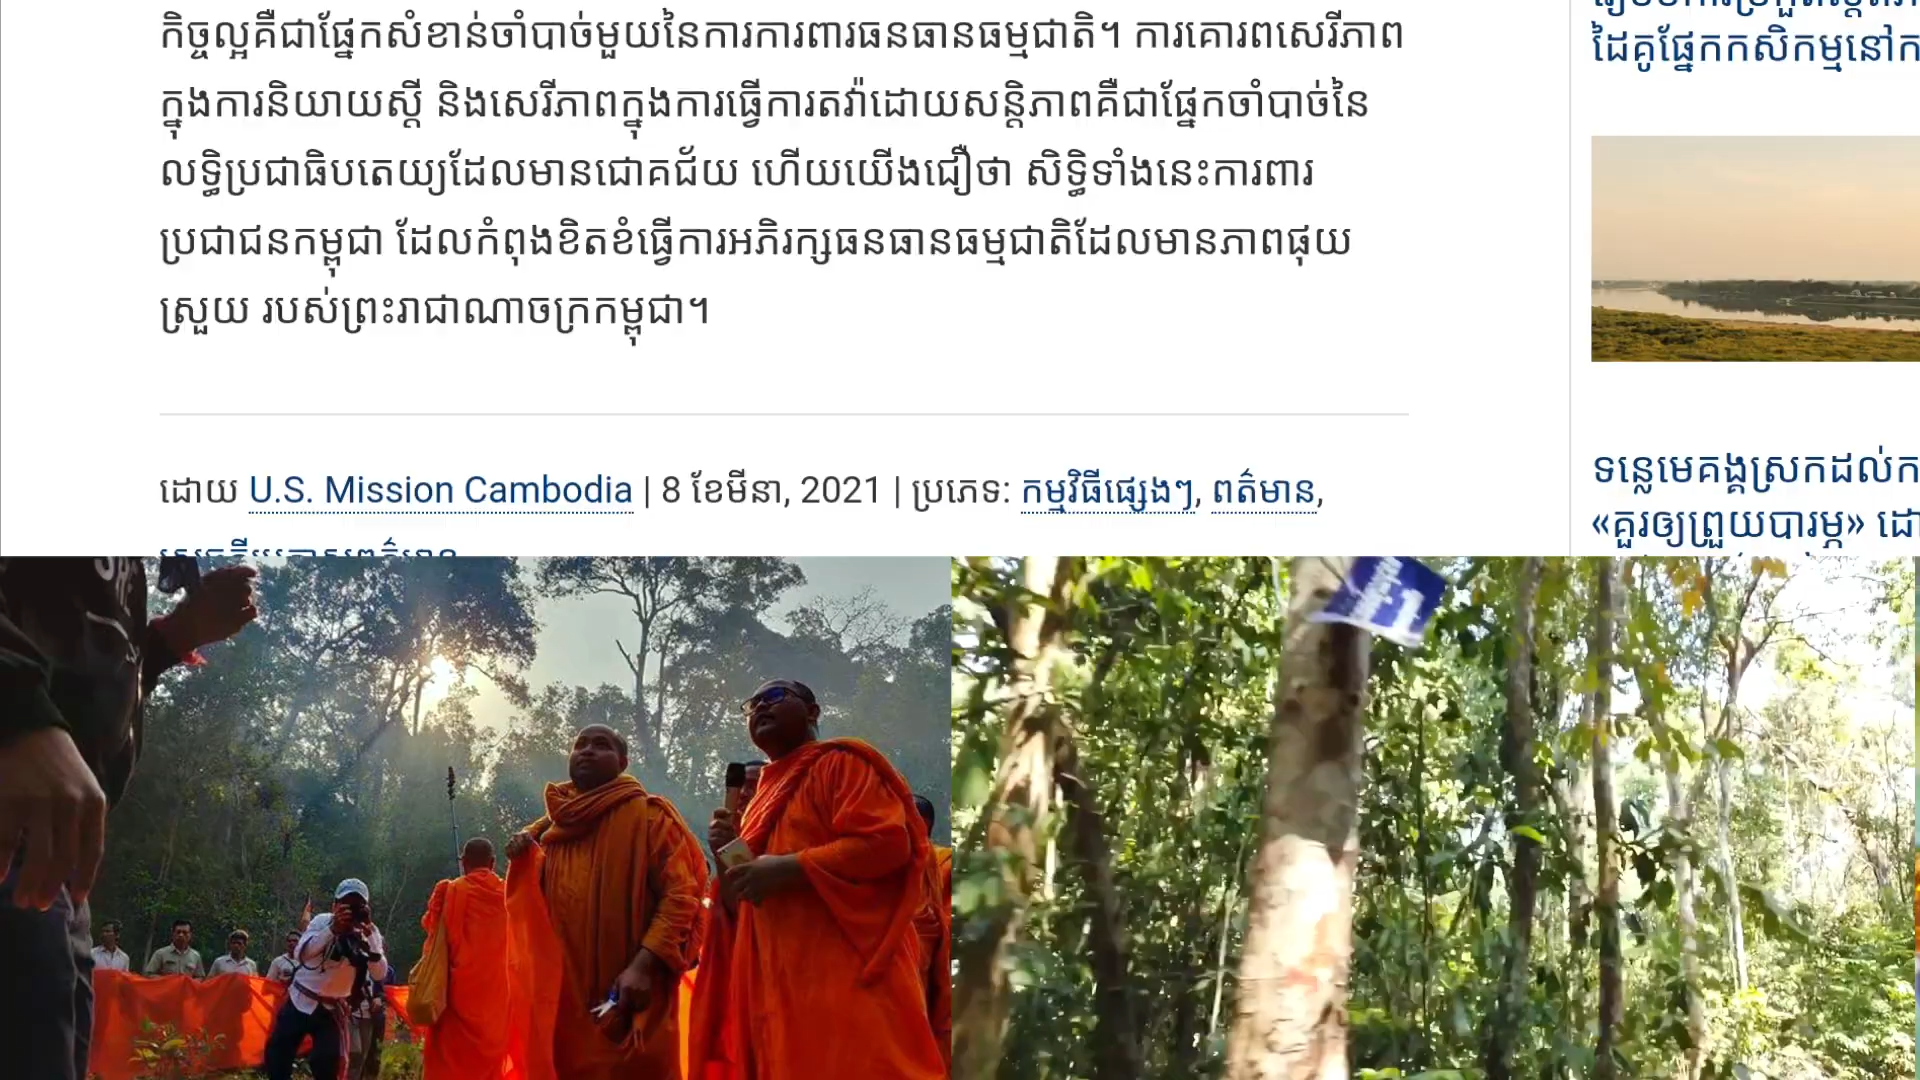 កិច្ចល្អគឺជាផ្នែកសំខាន់ចាំបាច់មួយនៃការការពារធនធានធម្មជាតិ។ ការគោរពសេរីភាព
ក្នុងការនិយាយស្តី និងសេរីភាពក្នុងការធ្វើការតវ៉ាដោយសន្តិភាពគឺជាផ្នែកចាំបាច់នៃ
លទ្ធិប្រជាធិបតេយ្យដែលមានជោគជ័យ ហើយយើងជឿថា សិទ្ធិទាំងនេះការពារ
ប្រជាជនកម្ពុជា ដែលកំពុងខិតខំធ្វើការអភិរក្សធនធានធម្មជាតិដែលមានភាពផុយ
ស្រួយ របស់ព្រះរាជាណាចក្រកម្ពុជា។
ដោយ U.S. Mission Cambodia | 8 ខែមីនា, 2021 | ប្រភេទ: កម្មវិធីផ្សេងៗ, ពត៌មាន,
ដៃគូផ្នែកកសិកម្មនៅក
ទន្លេមេគង្គស្រកដល់ក
«គួរឲ្យព្រួយបារម្ភ» ដោ